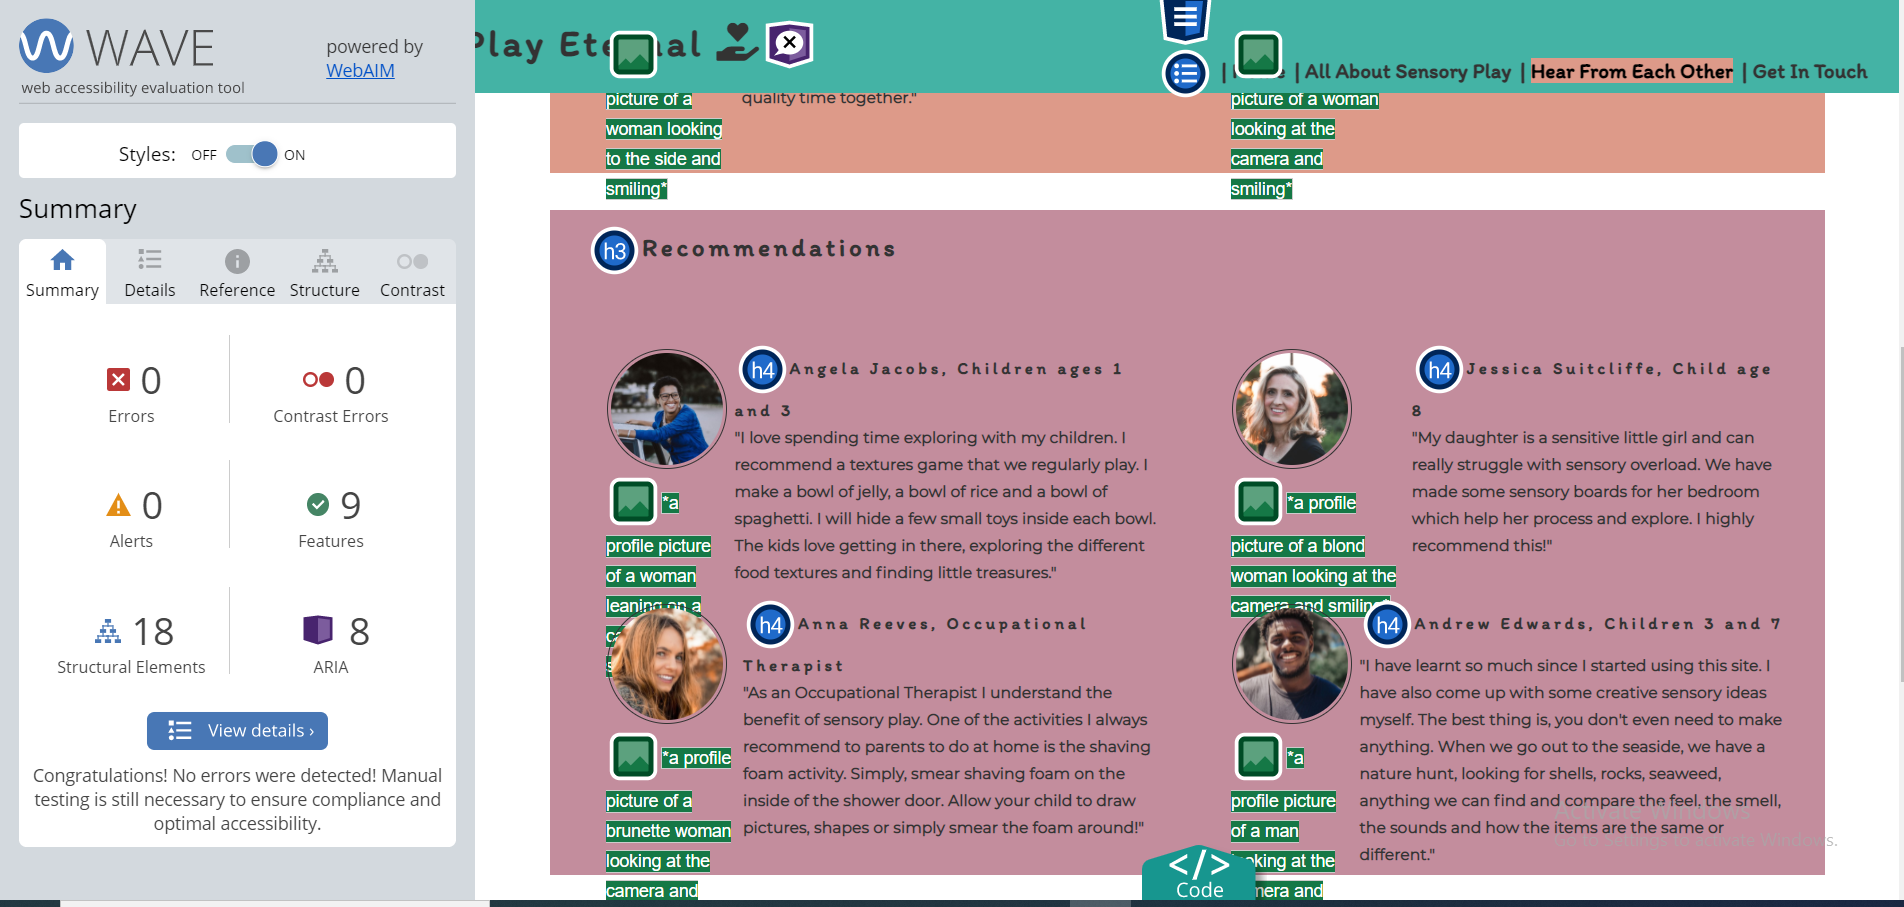 WAVE
powered by
WebAIM
web accessibility evaluation tool
Styles: OFF ON
Summary
Summary Details Reference Structure Contrast
0 Errors
0 Contrast Errors
0 Alerts
9 Features
18 Structural Elements
8 ARIA
View details ›
Congratulations! No errors were detected! Manual
testing is still necessary to ensure compliance and
optimal accessibility.
| All About Sensory Play | Hear From Each Other | Get In Touch
picture of a
woman looking
to the side and
smiling*
quality time together."
picture of a woman
looking at the
camera and
smiling*
h3 Recommendations
h4 Angela Jacobs, Children ages 1
and 3
"I love spending time exploring with my children. I
recommend a textures game that we regularly play. I
make a bowl of jelly, a bowl of rice and a bowl of
spaghetti. I will hide a few small toys inside each bowl.
The kids love getting in there, exploring the different
food textures and finding little treasures."
*a
profile picture
of a woman
leaning on a
h4 Jessica Suitcliffe, Child age
8
"My daughter is a sensitive little girl and can
really struggle with sensory overload. We have
made some sensory boards for her bedroom
which help her process and explore. I highly
recommend this!"
*a profile
picture of a blond
woman looking at the
camera and smiling*
h4 Anna Reeves, Occupational
Therapist
"As an Occupational Therapist I understand the
benefit of sensory play. One of the activities I always
recommend to parents to do at home is the shaving
foam activity. Simply, smear shaving foam on the
inside of the shower door. Allow your child to draw
pictures, shapes or simply smear the foam around!"
*a profile
picture of a
brunette woman
looking at the
camera and
h4 Andrew Edwards, Children 3 and 7
"I have learnt so much since I started using this site. I
have also come up with some creative sensory ideas
myself. The best thing is, you don't even need to make
anything. When we go out to the seaside, we have a
nature hunt, looking for shells, rocks, seaweed,
anything we can find and compare the feel, the smell,
the sounds and how the items are the same or
different."
*a
profile picture
of a man
looking at the
camera and
Activate Windows
Go to Settings to activate Windows.
</> Code